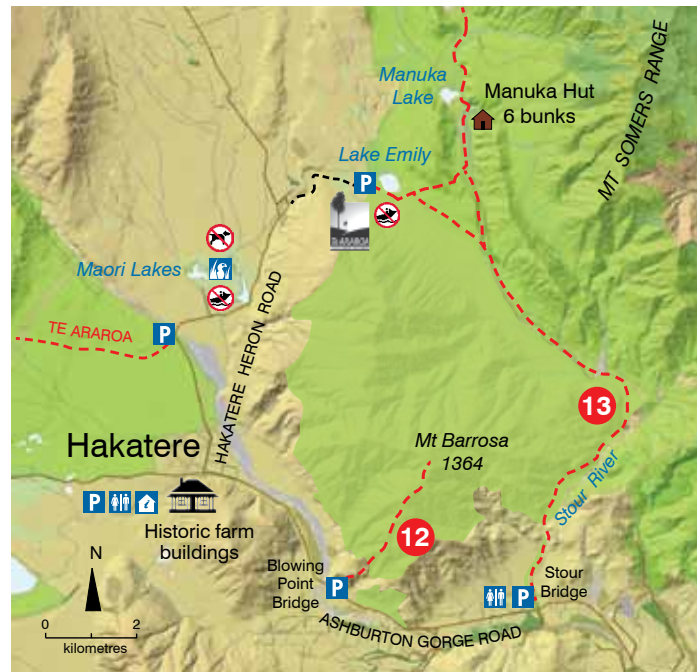 Manuka
Lake
Manuka Hut
6 bunks
MT SOMERS RANGE
Lake Emily
P
TE ARAROA
Maori Lakes
HAKATERE HERON ROAD
P
TE ARAROA
13
Hakatere
Mt Barrosa
1364
Stour River
P
Historic farm
buildings
12
N
Blowing
Point
Bridge
P
P
Stour
Bridge
0 2
kilometres
ASHBURTON GORGE ROAD